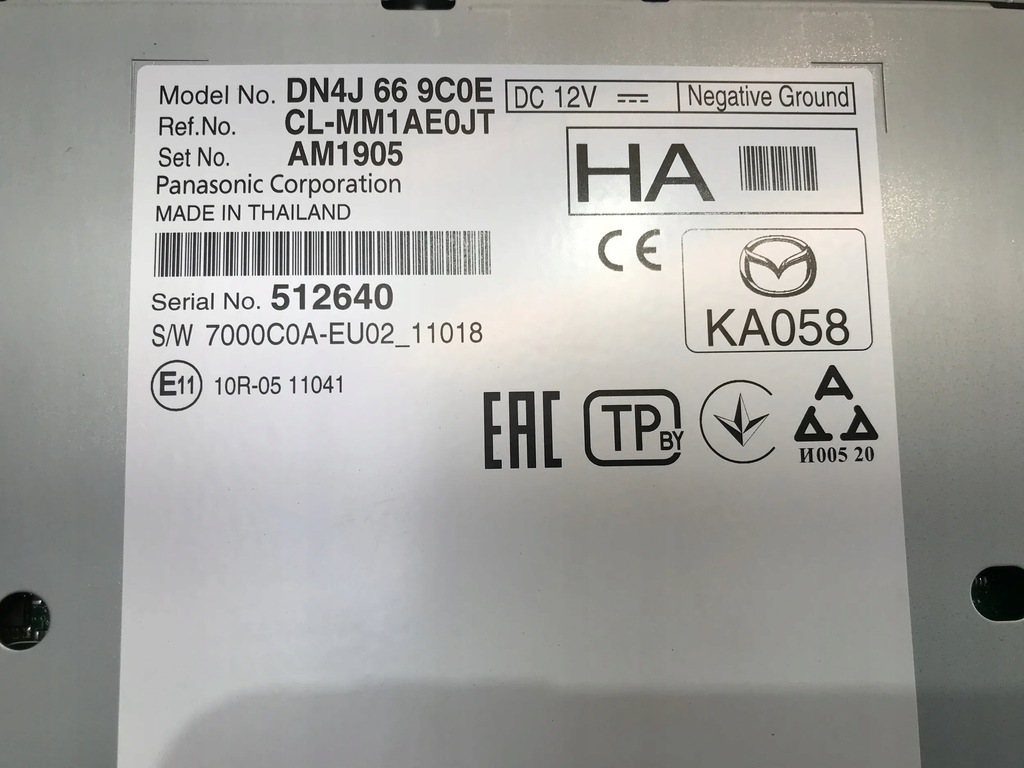 Model No. DN4J 66 9C0E
DC 12V ⎓ Negative Ground
Ref.No. CL-MM1AE0JT
Set No. AM1905
HA
Panasonic Corporation
MADE IN THAILAND
CE
Serial No. 512640
KA058
S/W 7000C0A-EU02_11018
E11 10R-05 11041
EAC
TP BY
И005 20